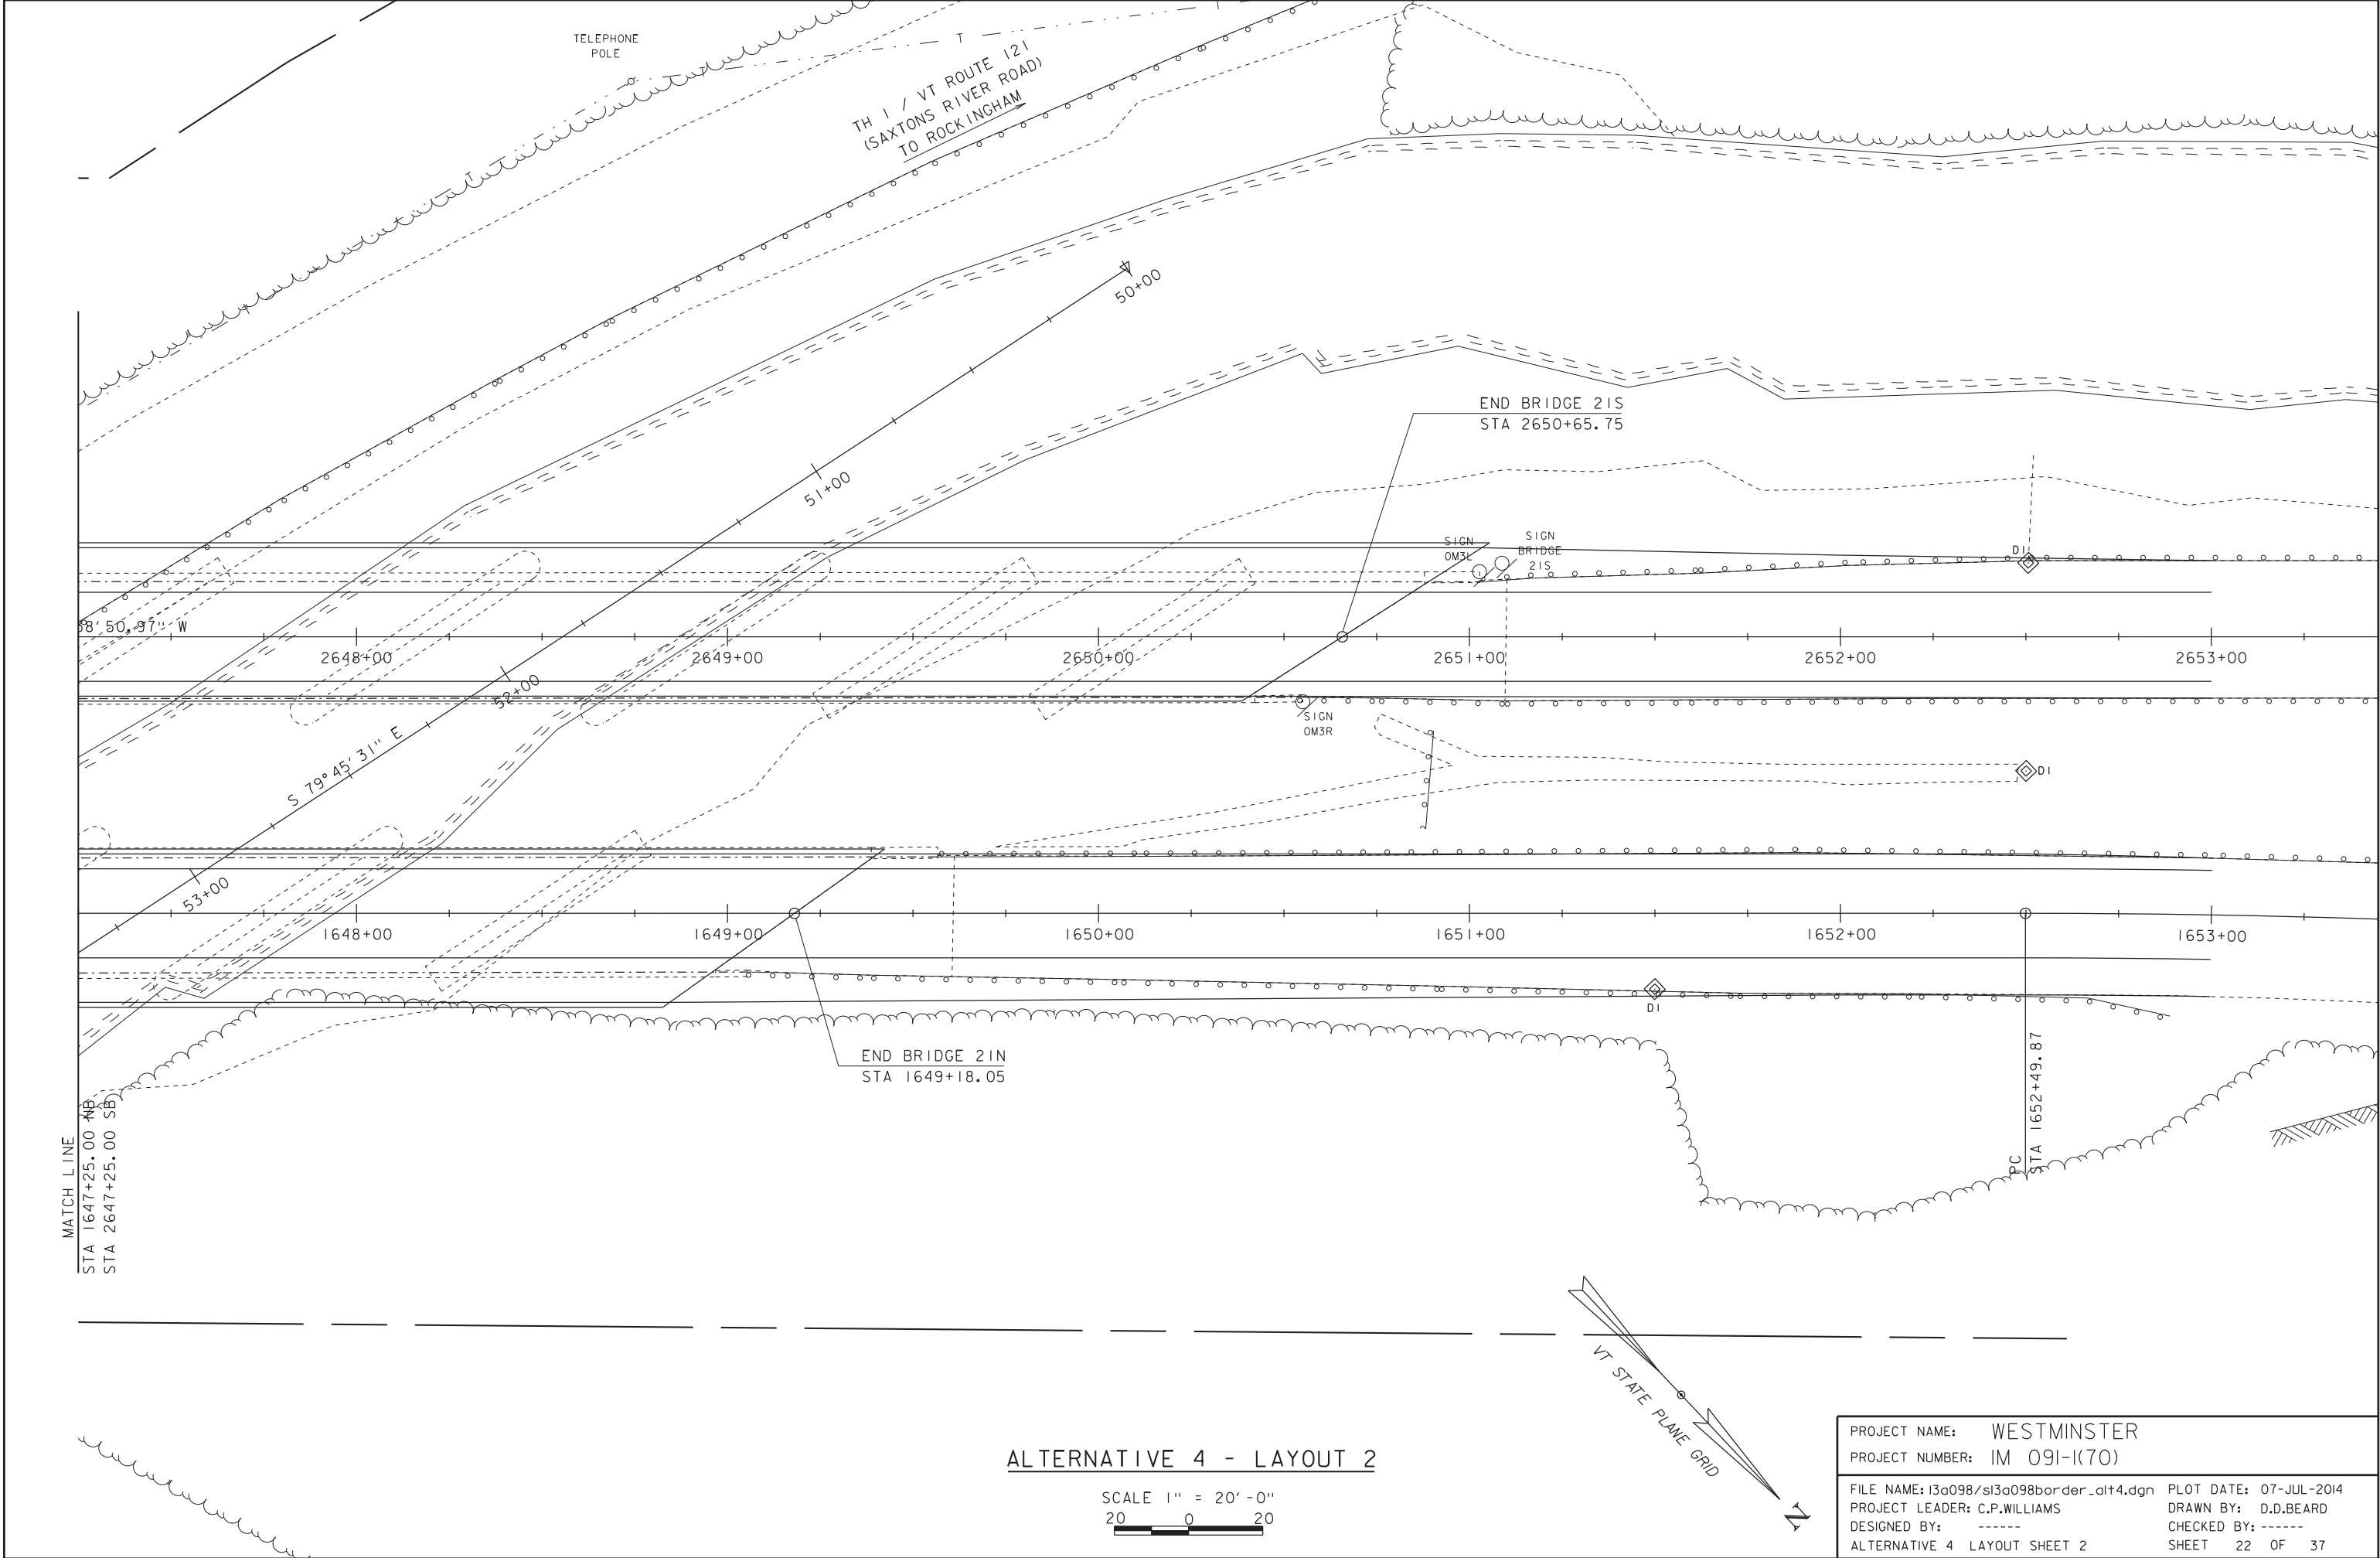 TELEPHONE
POLE
T
T
T
T
T
TH 1 / VT ROUTE 121
(SAXTONS RIVER ROAD)
TO ROCKINGHAM
50+00
51+00
52+00
53+00
S 79° 45' 31" E
END BRIDGE 21S
STA 2650+65.75
SIGN
OM3L
SIGN
BRIDGE
21S
DI
38' 50.97" W
2648+00
2649+00
2650+00
2651+00
2652+00
2653+00
SIGN
OM3R
DI
1648+00
1649+00
1650+00
1651+00
1652+00
1653+00
DI
END BRIDGE 21N
STA 1649+18.05
PC
STA 1652+49.87
MATCH LINE
STA 1647+25.00 NB
STA 2647+25.00 SB
VT STATE PLANE GRID
N
ALTERNATIVE 4 - LAYOUT 2
SCALE 1" = 20'-0"
20 0 20
PROJECT NAME: WESTMINSTER
PROJECT NUMBER: IM 091-1(70)
FILE NAME: 13a098/s13a098border_alt4.dgn PLOT DATE: 07-JUL-2014
PROJECT LEADER: C.P.WILLIAMS DRAWN BY: D.D.BEARD
DESIGNED BY: ------ CHECKED BY: ------
ALTERNATIVE 4 LAYOUT SHEET 2 SHEET 22 OF 37